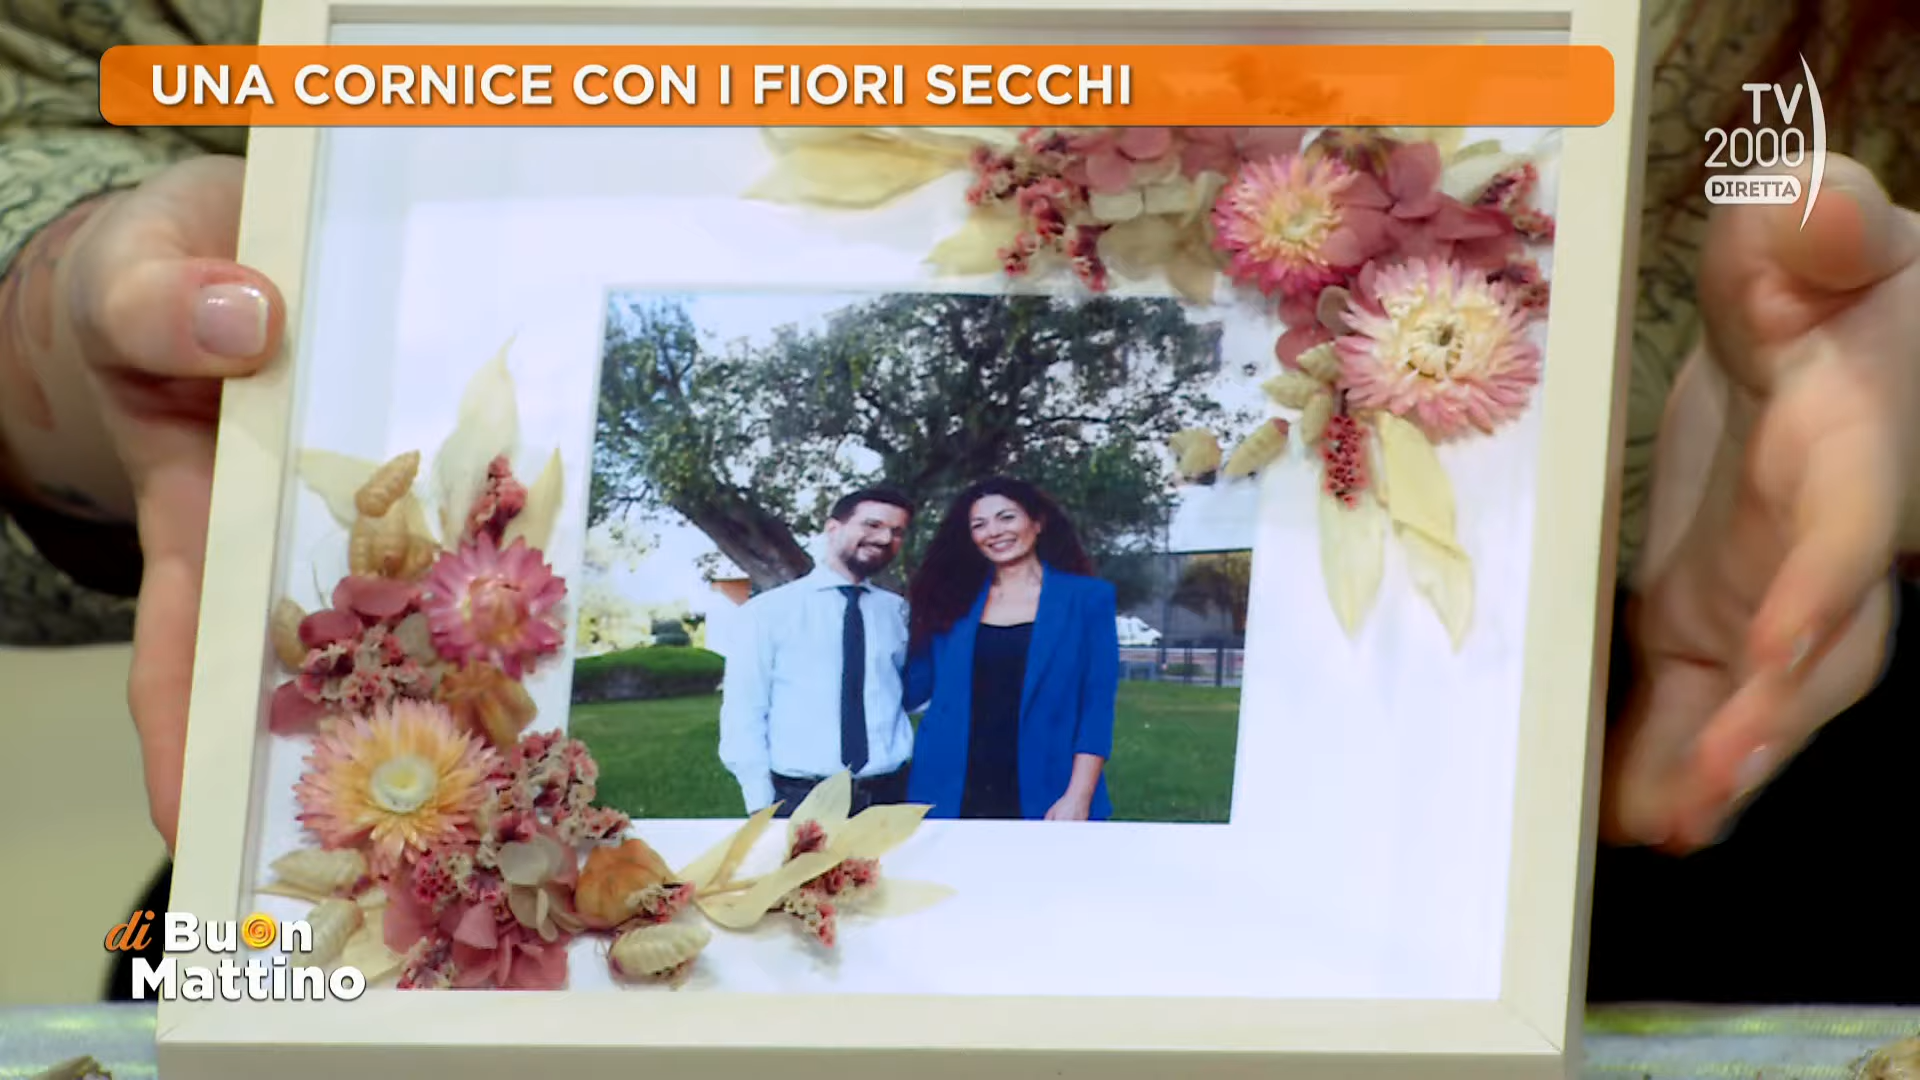 UNA CORNICE CON I FIORI SECCHI
TV
2000
DIRETTA
di Buon
Mattino